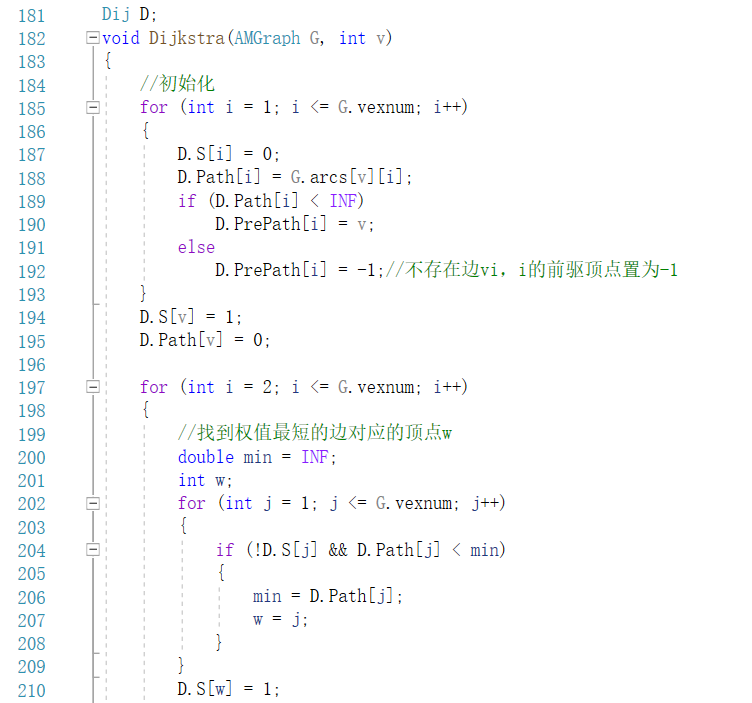 181 Dij D;
182 void Dijkstra(AMGraph G, int v)
183 {
184 //初始化
185 for (int i = 1; i <= G.vexnum; i++)
186 {
187 D.S[i] = 0;
188 D.Path[i] = G.arcs[v][i];
189 if (D.Path[i] < INF)
190 D.PrePath[i] = v;
191 else
192 D.PrePath[i] = -1;//不存在边vi，i的前驱顶点置为-1
193 }
194 D.S[v] = 1;
195 D.Path[v] = 0;
196
197 for (int i = 2; i <= G.vexnum; i++)
198 {
199 //找到权值最短的边对应的顶点w
200 double min = INF;
201 int w;
202 for (int j = 1; j <= G.vexnum; j++)
203 {
204 if (!D.S[j] && D.Path[j] < min)
205 {
206 min = D.Path[j];
207 w = j;
208 }
209 }
210 D.S[w] = 1;